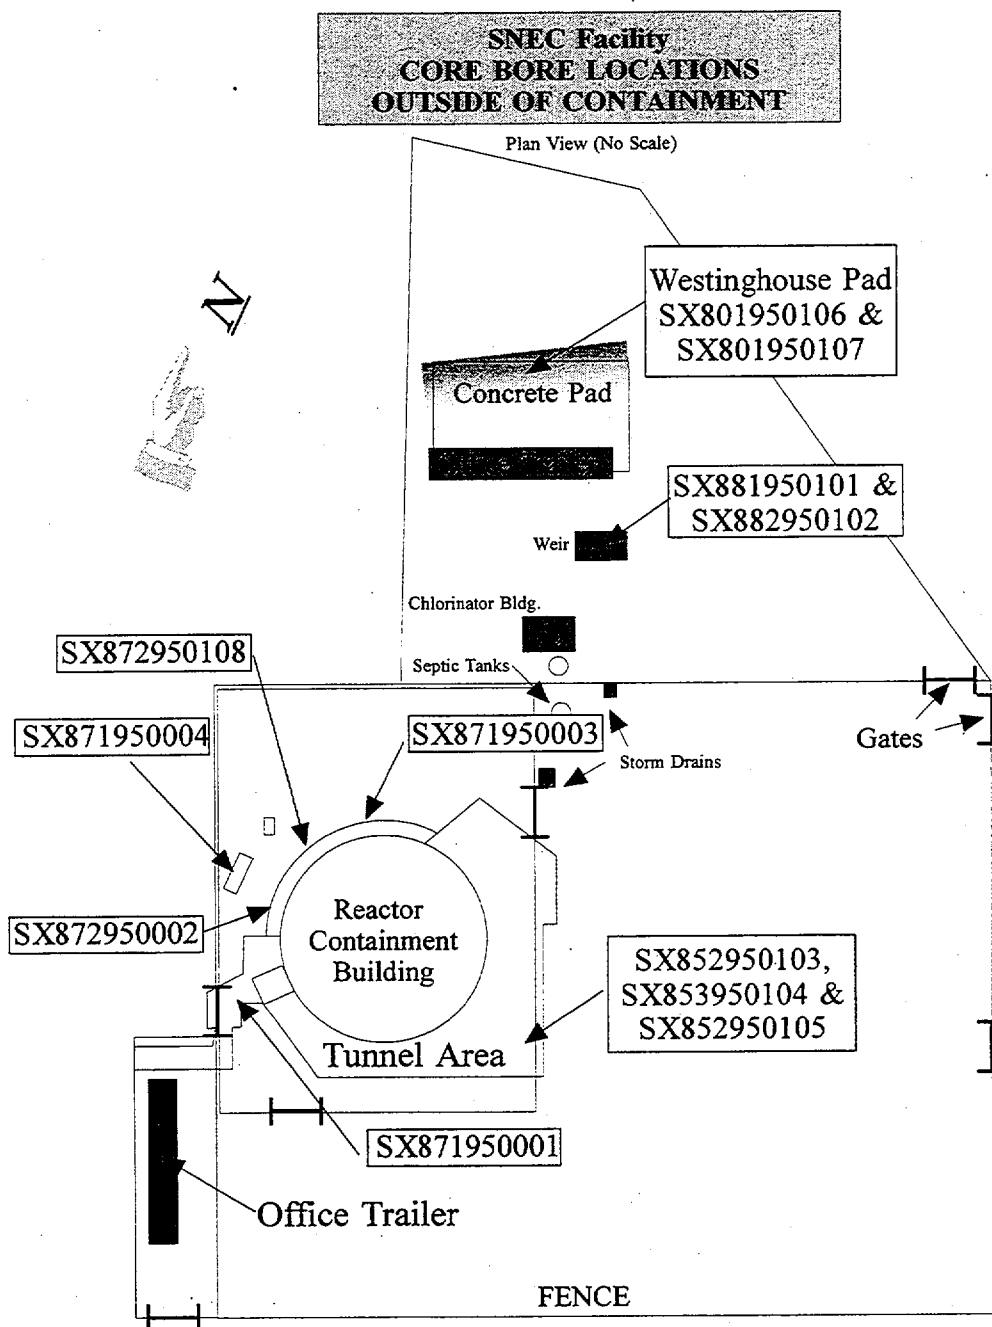 SNEC Facility
CORE BORE LOCATIONS
OUTSIDE OF CONTAINMENT
Plan View (No Scale)
N
Westinghouse Pad
SX801950106 &
SX801950107
Concrete Pad
SX881950101 &
SX882950102
Weir
Chlorinator Bldg.
SX872950108
Septic Tanks
SX871950004
SX871950003
Gates
Storm Drains
SX872950002
Reactor
Containment
Building
SX852950103,
SX853950104 &
SX852950105
Tunnel Area
SX871950001
Office Trailer
FENCE